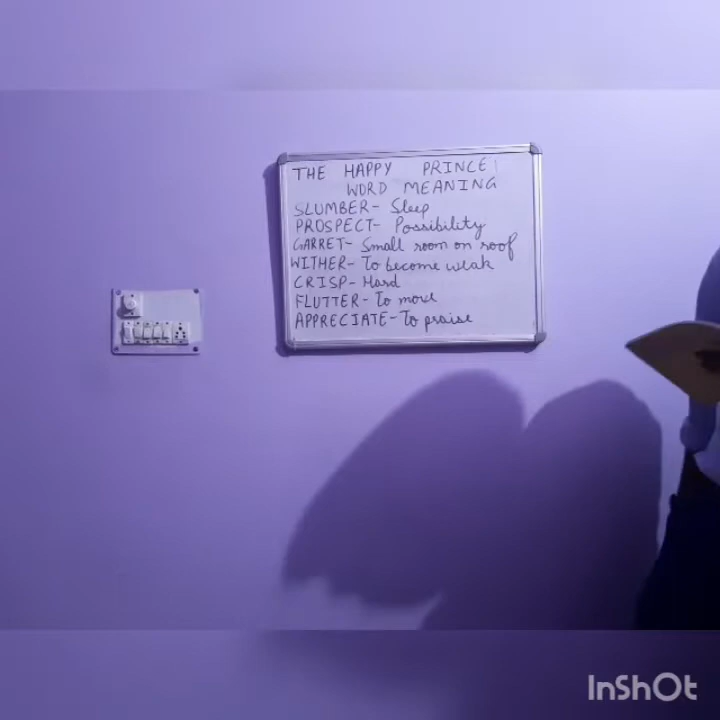 THE HAPPY PRINCE
WORD MEANING
SLUMBER- Sleep
PROSPECT- Possibility
GARRET- Small room on roof
WITHER- To become weak
CRISP- Hard
FLUTTER- To move
APPRECIATE- To praise
InShOt